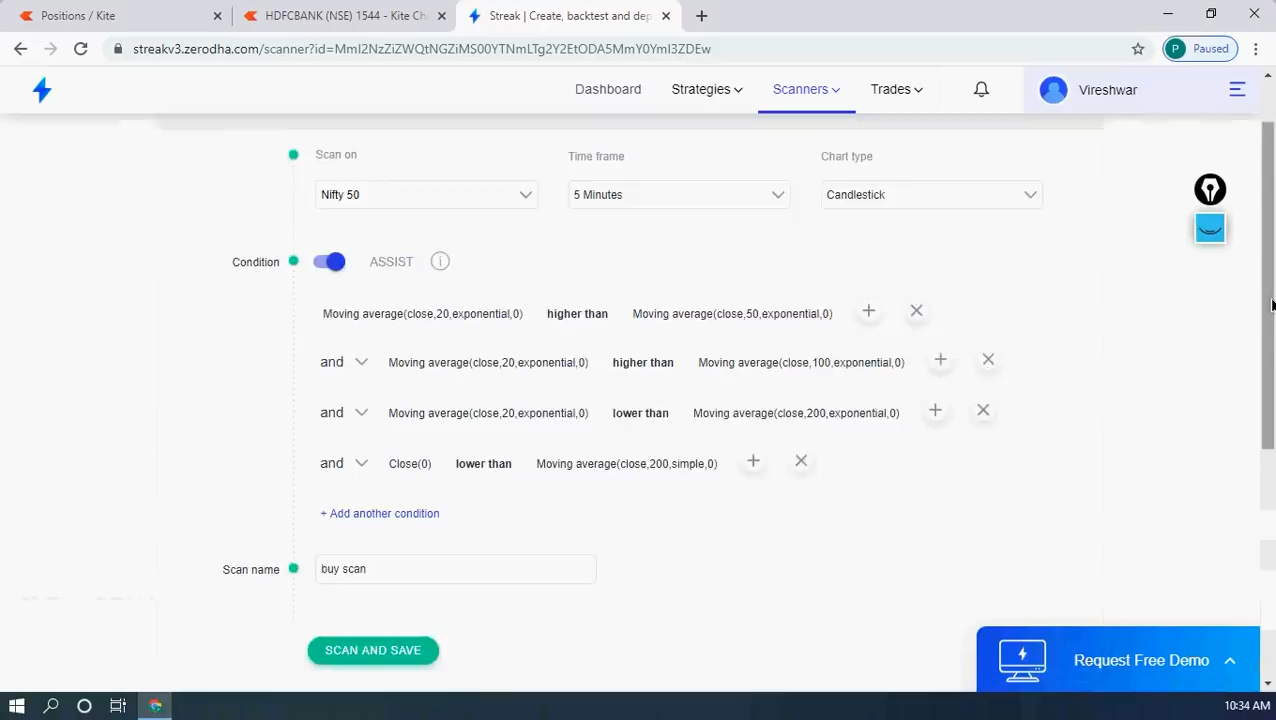 Positions / Kite
HDFCBANK (NSE) 1544 - Kite Ch
Streak | Create, backtest and dep
streakv3.zerodha.com/scanner?id=MmI2NzZiZWQtNGZiMS00YTNmLTg2Y2EtODA5MmY0YmI3ZDEw
P Paused
Dashboard Strategies Scanners Trades Vireshwar
Scan on Time frame Chart type
Nifty 50 5 Minutes Candlestick
Condition ASSIST i
Moving average(close,20,exponential,0) higher than Moving average(close,50,exponential,0)
and Moving average(close,20,exponential,0) higher than Moving average(close,100,exponential,0)
and Moving average(close,20,exponential,0) lower than Moving average(close,200,exponential,0)
and Close(0) lower than Moving average(close,200,simple,0)
+ Add another condition
Scan name buy scan
SCAN AND SAVE
Request Free Demo
10:34 AM